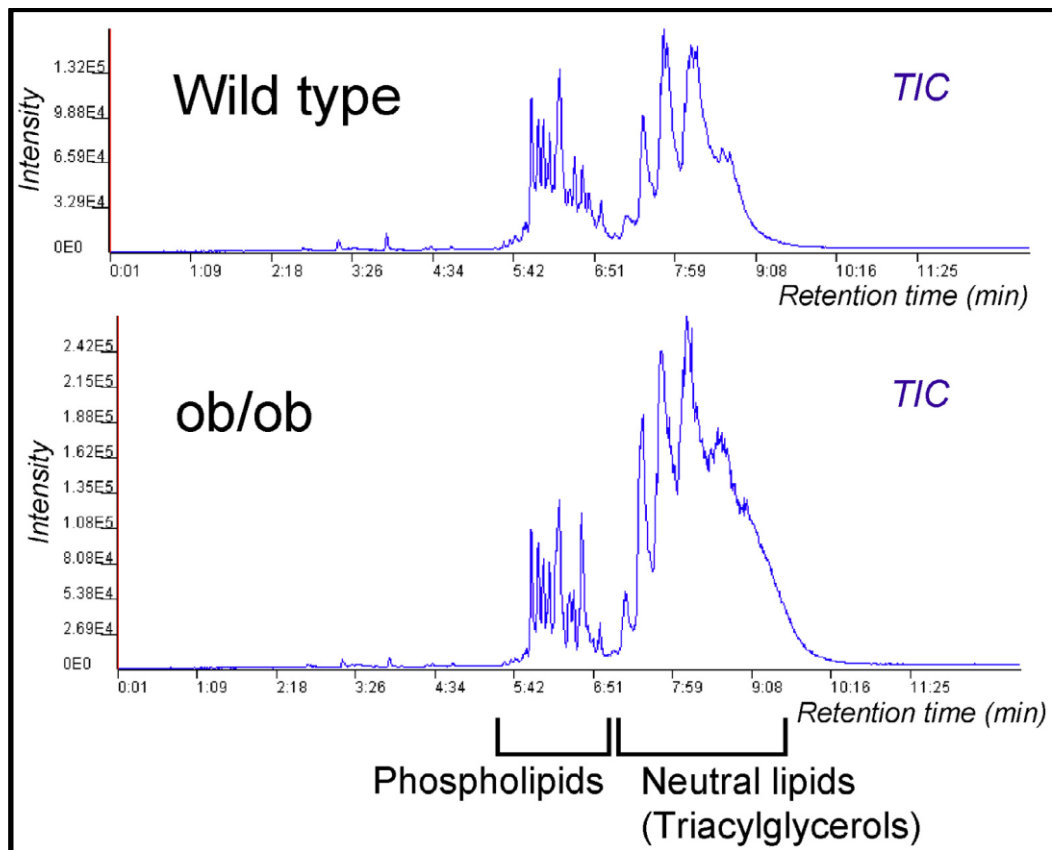 Wild type
TIC
Intensity
1.32E5
9.88E4
6.59E4
3.29E4
0E0
0:01 1:09 2:18 3:26 4:34 5:42 6:51 7:59 9:08 10:16 11:25
Retention time (min)
ob/ob
TIC
Intensity
2.42E5
2.15E5
1.88E5
1.62E5
1.35E5
1.08E5
8.08E4
5.38E4
2.69E4
0E0
0:01 1:09 2:18 3:26 4:34 5:42 6:51 7:59 9:08 10:16 11:25
Retention time (min)
Phospholipids
Neutral lipids
(Triacylglycerols)